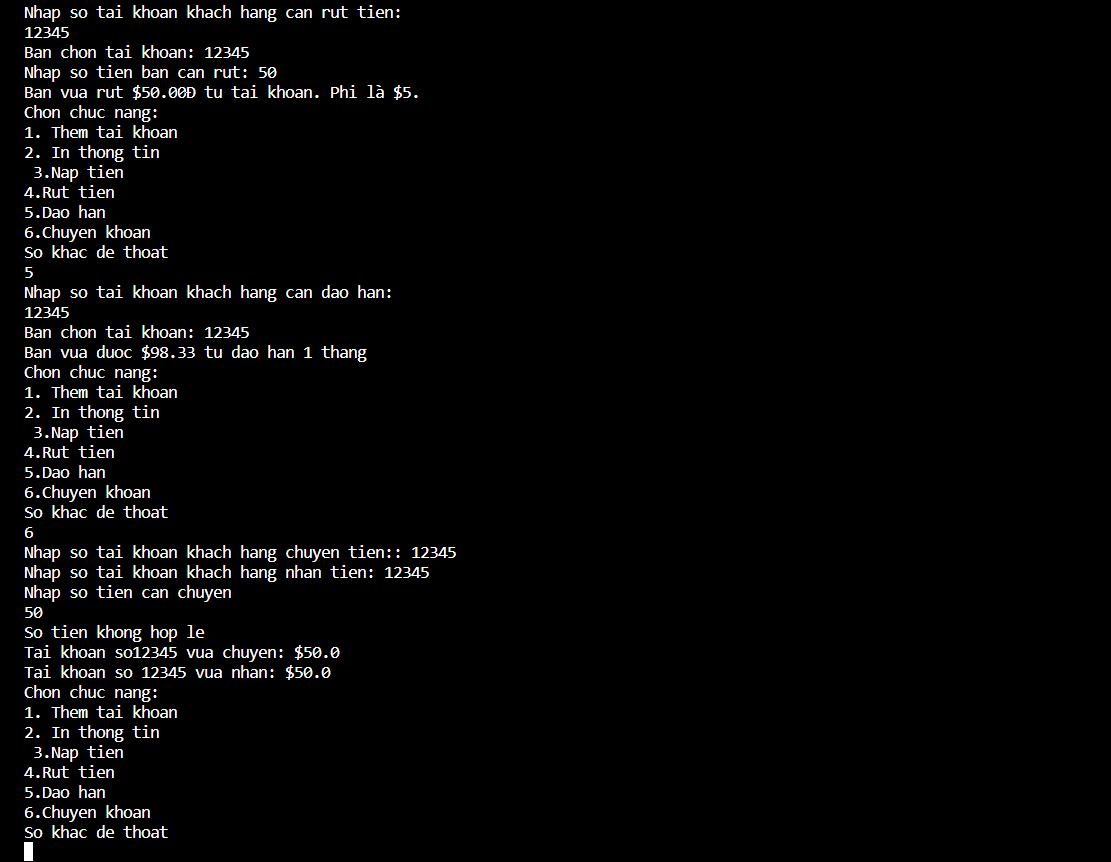 Nhap so tai khoan khach hang can rut tien:
12345
Ban chon tai khoan: 12345
Nhap so tien ban can rut: 50
Ban vua rut $50.00Đ tu tai khoan. Phi là $5.
Chon chuc nang:
1. Them tai khoan
2. In thong tin
 3.Nap tien
4.Rut tien
5.Dao han
6.Chuyen khoan
So khac de thoat
5
Nhap so tai khoan khach hang can dao han:
12345
Ban chon tai khoan: 12345
Ban vua duoc $98.33 tu dao han 1 thang
Chon chuc nang:
1. Them tai khoan
2. In thong tin
 3.Nap tien
4.Rut tien
5.Dao han
6.Chuyen khoan
So khac de thoat
6
Nhap so tai khoan khach hang chuyen tien:: 12345
Nhap so tai khoan khach hang nhan tien: 12345
Nhap so tien can chuyen
50
So tien khong hop le
Tai khoan so12345 vua chuyen: $50.0
Tai khoan so 12345 vua nhan: $50.0
Chon chuc nang:
1. Them tai khoan
2. In thong tin
 3.Nap tien
4.Rut tien
5.Dao han
6.Chuyen khoan
So khac de thoat